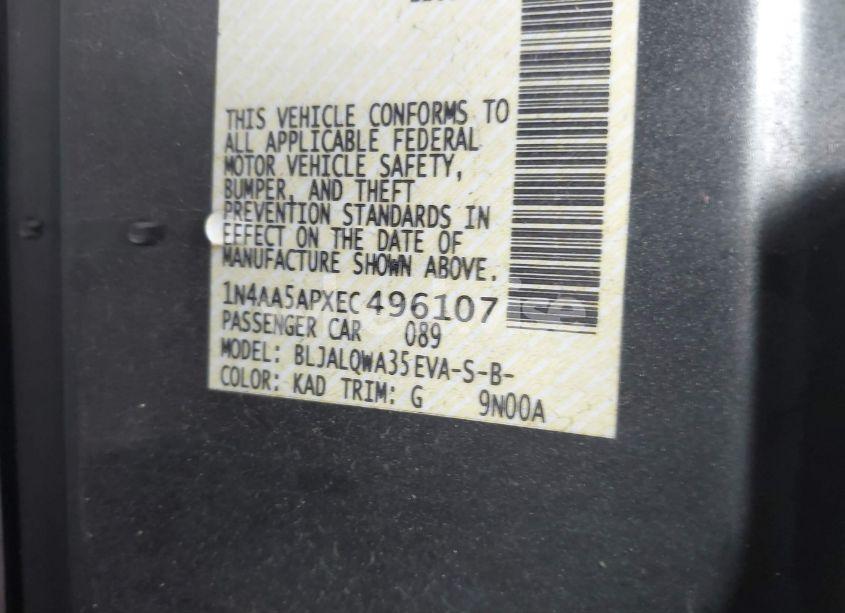 THIS VEHICLE CONFORMS TO
ALL APPLICABLE FEDERAL
MOTOR VEHICLE SAFETY,
BUMPER, AND THEFT
PREVENTION STANDARDS IN
EFFECT ON THE DATE OF
MANUFACTURE SHOWN ABOVE.
1N4AA5APXEC496107
PASSENGER CAR 089
MODEL: BLJALQWA35EVA-S-B-
COLOR: KAD TRIM: G 9N00A